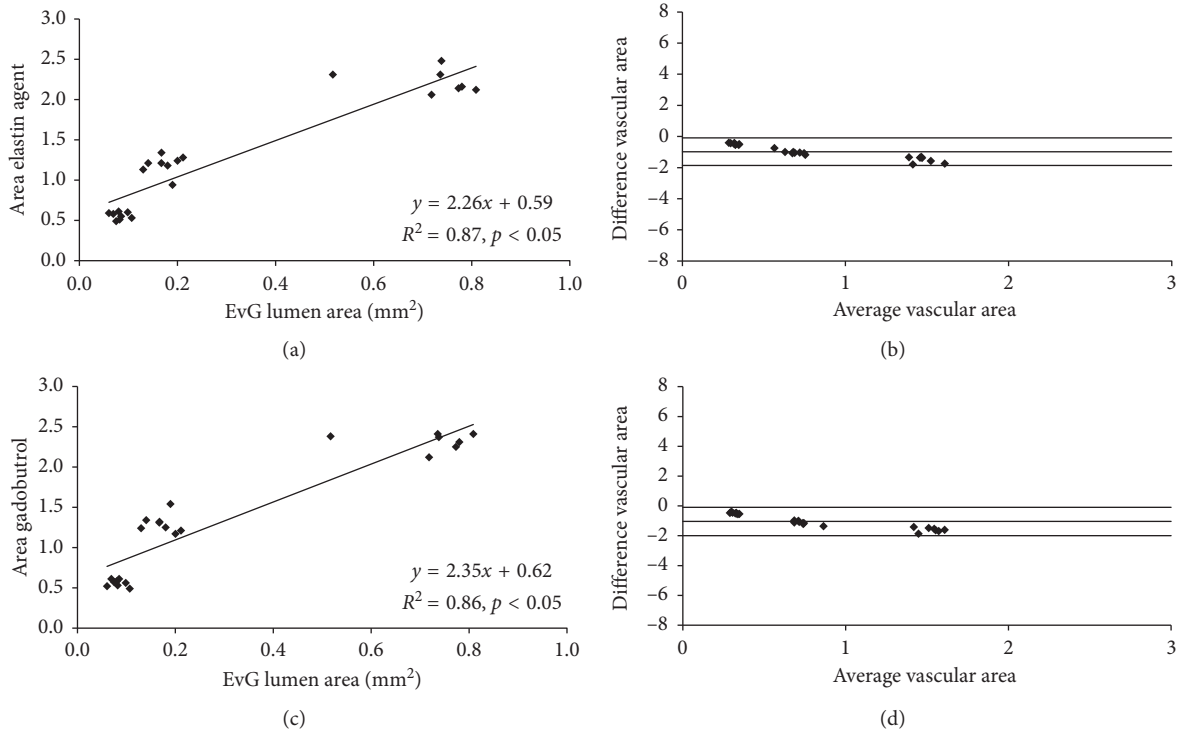 3.0
2.5
2.0
1.5
1.0
0.5
0.0
Area elastin agent
0.0 0.2 0.4 0.6 0.8 1.0
EvG lumen area (mm²)
y = 2.26x + 0.59
R² = 0.87, p < 0.05
(a)
8
6
4
2
0
−2
−4
−6
−8
Difference vascular area
0 1 2 3
Average vascular area
(b)
3.0
2.5
2.0
1.5
1.0
0.5
0.0
Area gadobutrol
0.0 0.2 0.4 0.6 0.8 1.0
EvG lumen area (mm²)
y = 2.35x + 0.62
R² = 0.86, p < 0.05
(c)
8
6
4
2
0
−2
−4
−6
−8
Difference vascular area
0 1 2 3
Average vascular area
(d)